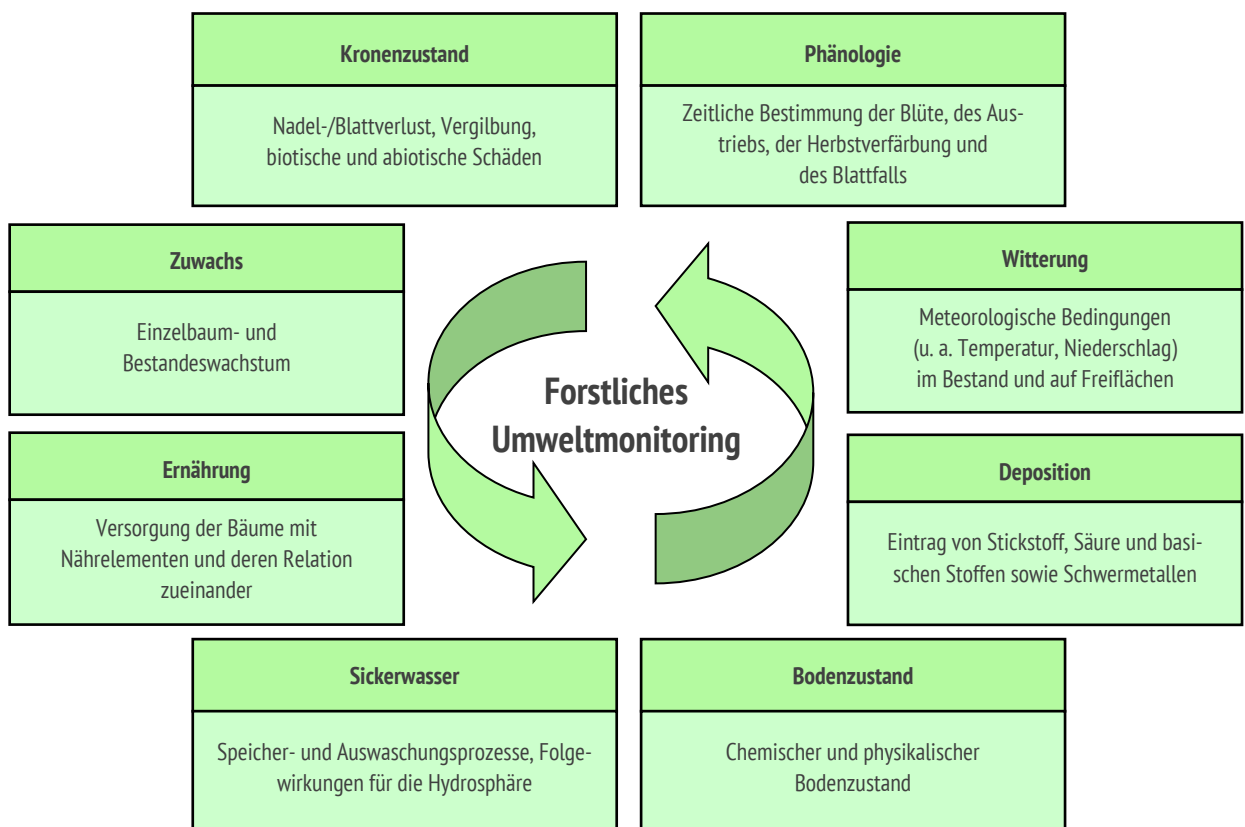 Kronenzustand
Nadel-/Blattverlust, Vergilbung,
biotische und abiotische Schäden
Phänologie
Zeitliche Bestimmung der Blüte, des Aus-
triebs, der Herbstverfärbung und
des Blattfalls
Zuwachs
Einzelbaum- und
Bestandeswachstum
Witterung
Meteorologische Bedingungen
(u. a. Temperatur, Niederschlag)
im Bestand und auf Freiflächen
Forstliches
Umweltmonitoring
Ernährung
Versorgung der Bäume mit
Nährelementen und deren Relation
zueinander
Deposition
Eintrag von Stickstoff, Säure und basi-
schen Stoffen sowie Schwermetallen
Sickerwasser
Speicher- und Auswaschungsprozesse, Folge-
wirkungen für die Hydrosphäre
Bodenzustand
Chemischer und physikalischer
Bodenzustand